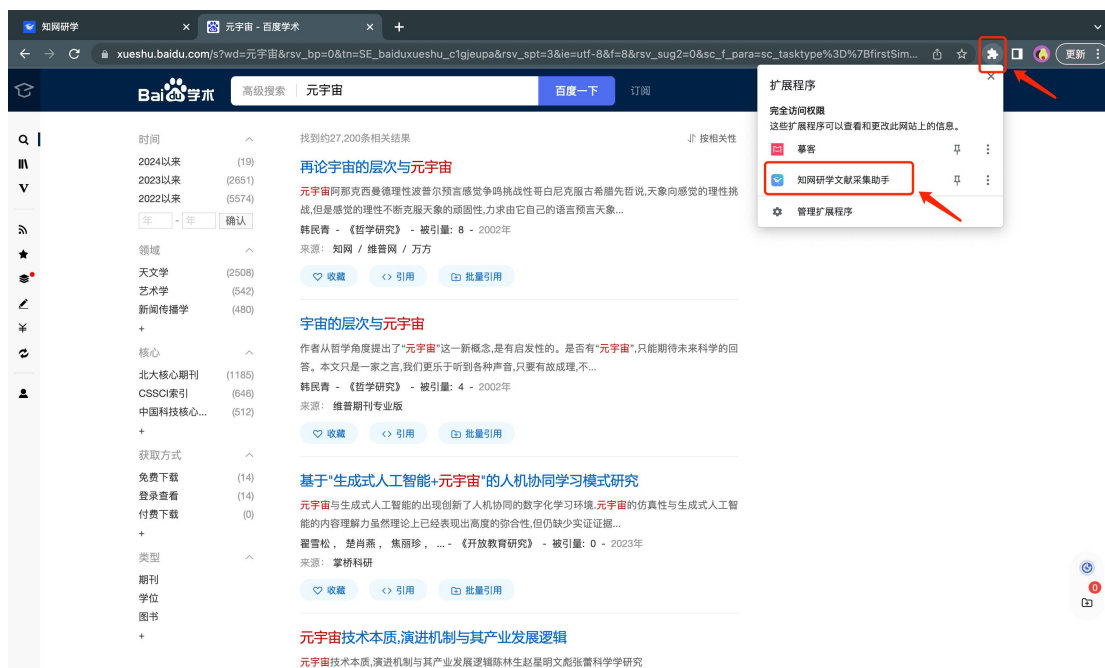 知网研学
元宇宙 - 百度学术
xueshu.baidu.com/s?wd=元宇宙&rsv_bp=0&tn=SE_baiduxueshu_c1gjeupa&rsv_spt=3&ie=utf-8&f=8&rsv_sug2=0&sc_f_para=sc_tasktype%3D%7BfirstSim...
更新
Bai du 学术
高级搜索
元宇宙
百度一下
订阅
扩展程序
完全访问权限
这些扩展程序可以查看和更改此网站上的信息。
摹客
知网研学文献采集助手
管理扩展程序
时间
2024以来 (19)
2023以来 (2651)
2022以来 (5574)
年 - 年 确认
领域
天文学 (2508)
艺术学 (542)
新闻传播学 (480)
+
核心
北大核心期刊 (1185)
CSSCI索引 (646)
中国科技核心... (512)
+
获取方式
免费下载 (14)
登录查看 (14)
付费下载 (0)
+
类型
期刊
学位
图书
+
找到约27,200条相关结果
按相关性
再论宇宙的层次与元宇宙
元宇宙阿那克西曼德理性波普尔预言感觉争鸣挑战性哥白尼克服古希腊先哲说,天象向感觉的理性挑
战,但是感觉的理性不断克服天象的顽固性,力求由它自己的语言预言天象...
韩民青 - 《哲学研究》 - 被引量: 8 - 2002年
来源: 知网 / 维普网 / 万方
收藏 <> 引用 批量引用
宇宙的层次与元宇宙
作者从哲学角度提出了“元宇宙”这一新概念,是有启发性的。是否有“元宇宙”,只能期待未来科学的回
答。本文只是一家之言,我们更乐于听到各种声音,只要有故成理,不...
韩民青 - 《哲学研究》 - 被引量: 4 - 2002年
来源: 维普期刊专业版
收藏 <> 引用 批量引用
基于"生成式人工智能+元宇宙"的人机协同学习模式研究
元宇宙与生成式人工智能的出现创新了人机协同的数字化学习环境.元宇宙的仿真性与生成式人工智
能的内容理解力虽然理论上已经表现出高度的弥合性,但仍缺少实证证据...
翟雪松， 楚肖燕， 焦丽珍， ... - 《开放教育研究》 - 被引量: 0 - 2023年
来源: 掌桥科研
收藏 <> 引用 批量引用
元宇宙技术本质,演进机制与其产业发展逻辑
元宇宙技术本质,演进机制与其产业发展逻辑陈林生赵星明文彪张蕾科学学研究
0